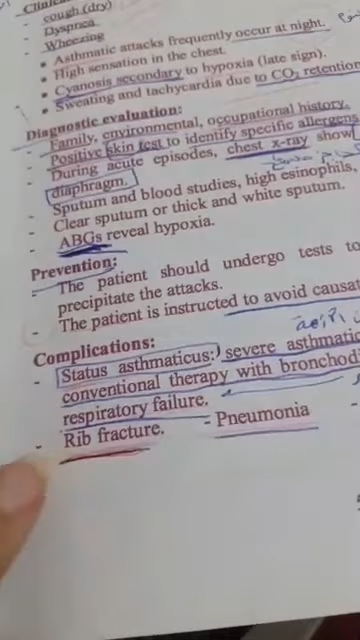 cough (dry)
- Dyspnea
- Wheezing
• Asthmatic attacks frequently occur at night.
• High sensation in the chest.
• Cyanosis secondary to hypoxia (late sign).
• Sweating and tachycardia due to CO₂ retention
Diagnostic evaluation:
- Family, environmental, occupational history.
- Positive skin test to identify specific allergens
- During acute episodes, chest x-ray show
diaphragm.
- Sputum and blood studies, high esinophils,
- Clear sputum or thick and white sputum.
- ABGs reveal hypoxia.
Prevention:
- The patient should undergo tests to
precipitate the attacks.
- The patient is instructed to avoid causat
Complications:
- Status asthmaticus: severe asthmatic
conventional therapy with bronchod
respiratory failure.
- Rib fracture. - Pneumonia